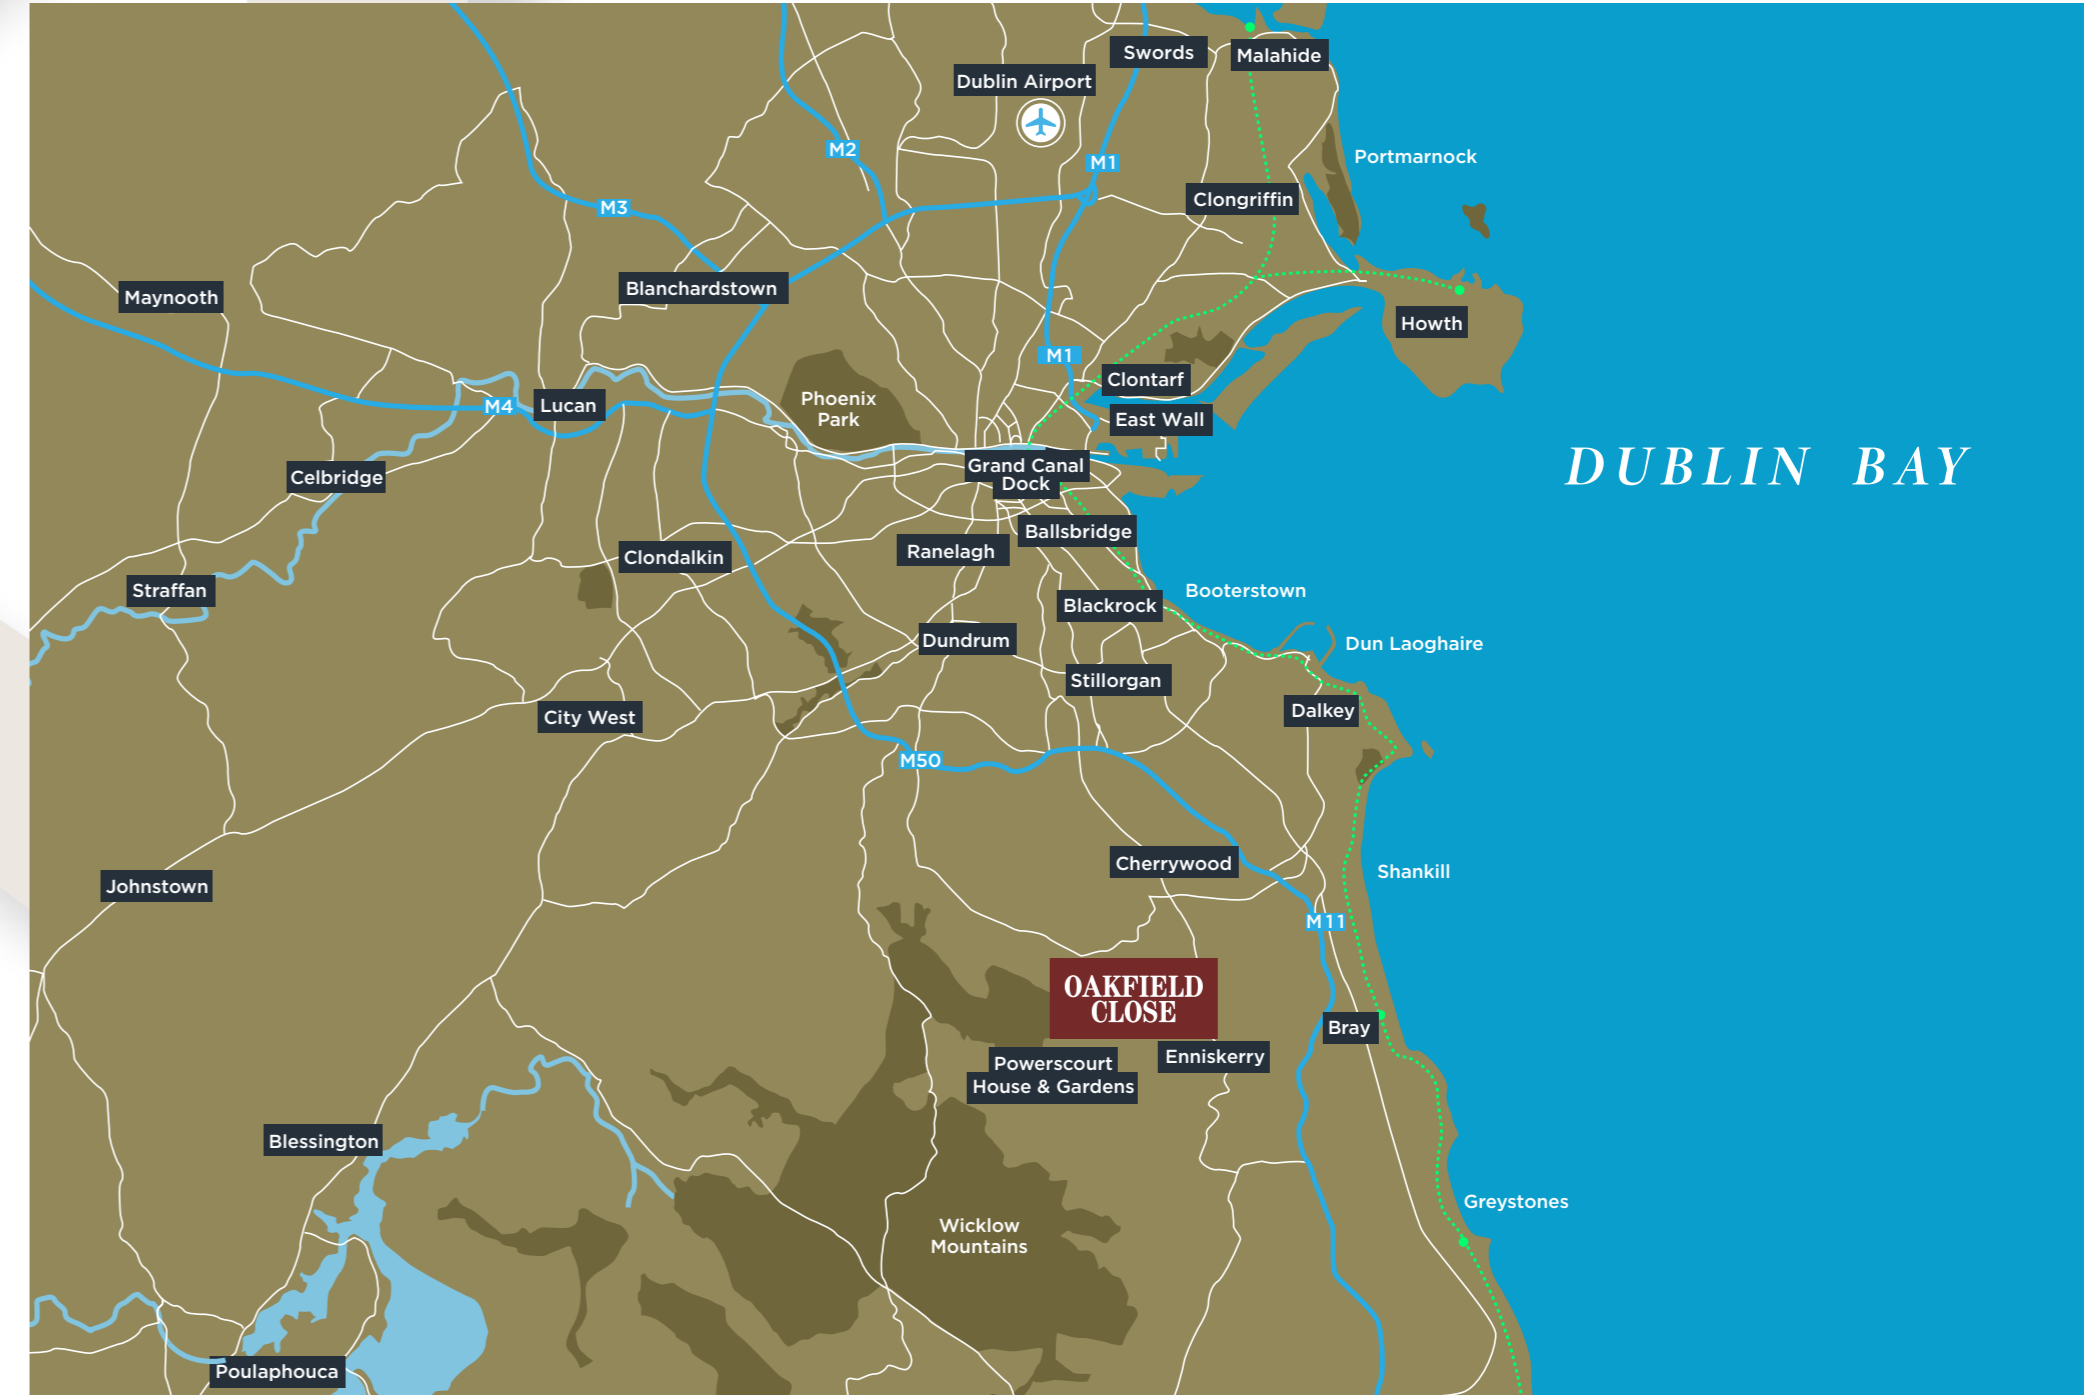 Swords
Malahide
Dublin Airport
M2
Portmarnock
M1
Clongriffin
M3
Blanchardstown
Maynooth
Howth
M1
Clontarf
Phoenix
Park
M4
Lucan
East Wall
DUBLIN BAY
Grand Canal
Dock
Celbridge
Ballsbridge
Ranelagh
Clondalkin
Straffan
Booterstown
Blackrock
Dundrum
Dun Laoghaire
Stillorgan
City West
Dalkey
M50
Cherrywood
Shankill
Johnstown
M11
OAKFIELD
CLOSE
Bray
Enniskerry
Powerscourt
House & Gardens
Blessington
Greystones
Wicklow
Mountains
Poulaphouca